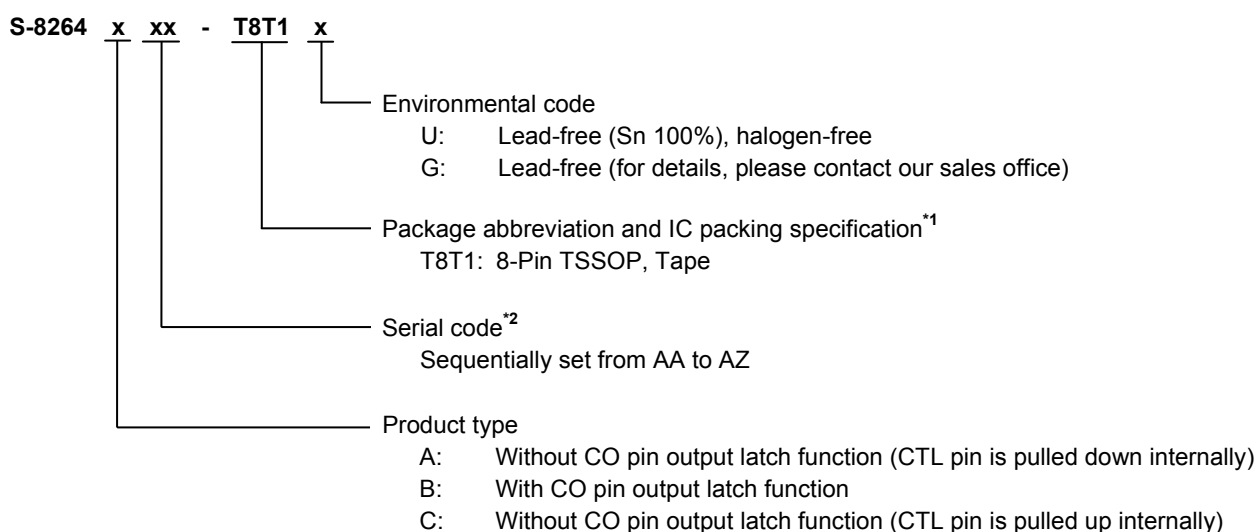 S-8264 x xx - T8T1 x
Environmental code
U: Lead-free (Sn 100%), halogen-free
G: Lead-free (for details, please contact our sales office)
Package abbreviation and IC packing specification*1
T8T1: 8-Pin TSSOP, Tape
Serial code*2
Sequentially set from AA to AZ
Product type
A: Without CO pin output latch function (CTL pin is pulled down internally)
B: With CO pin output latch function
C: Without CO pin output latch function (CTL pin is pulled up internally)